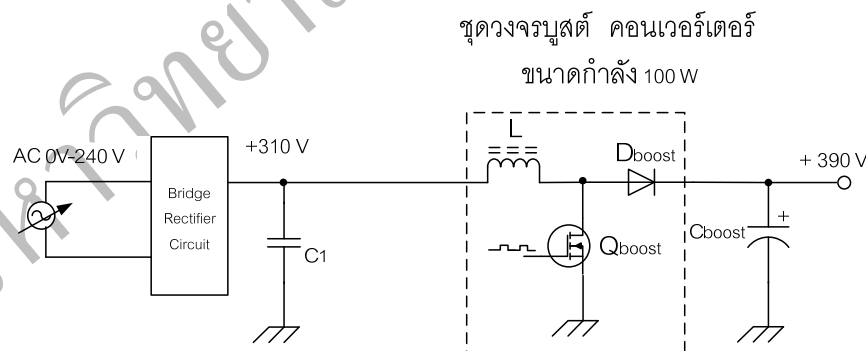 ชุดวงจรบูสต์ คอนเวอร์เตอร์
ขนาดกำลัง 100 W
AC 0V-240 V
+310 V
L
Dboost
+ 390 V
Bridge
Rectifier
Circuit
C1
Qboost
Cboost
+